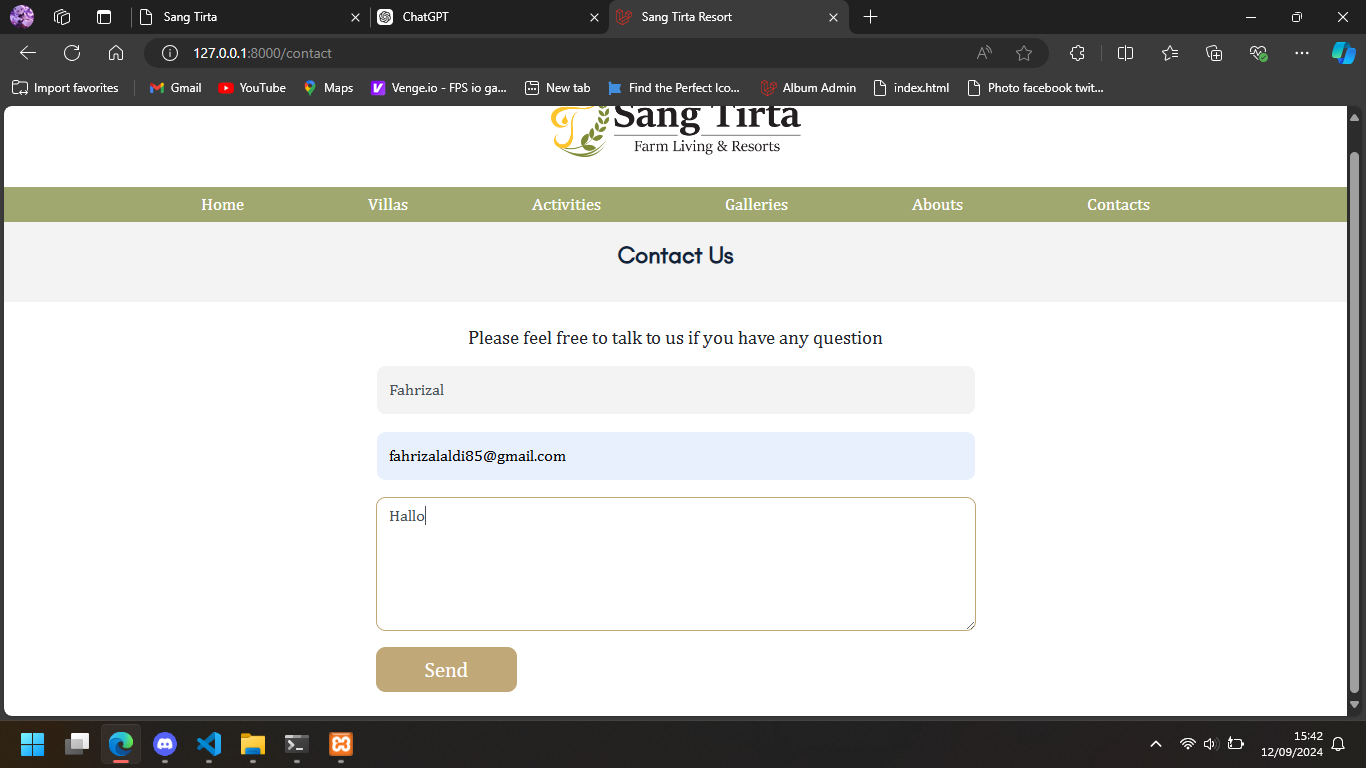 Sang Tirta
ChatGPT
Sang Tirta Resort
127.0.0.1:8000/contact
Import favorites
Gmail
YouTube
Maps
Venge.io - FPS io ga...
New tab
Find the Perfect Ico...
Album Admin
index.html
Photo facebook twit...
Sang Tirta
Farm Living & Resorts
Home
Villas
Activities
Galleries
Abouts
Contacts
Contact Us
Please feel free to talk to us if you have any question
Fahrizal
fahrizalaldi85@gmail.com
Hallo
Send
15:42
12/09/2024